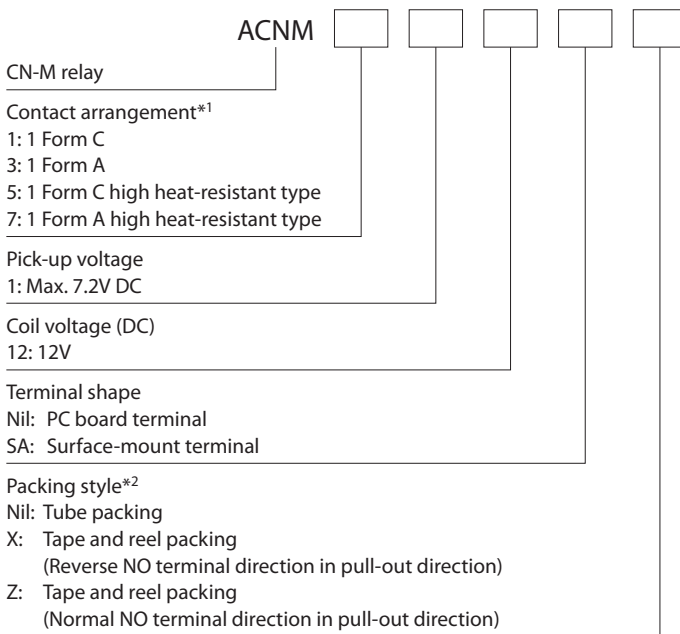 ACNM
CN-M relay
Contact arrangement*1
1: 1 Form C
3: 1 Form A
5: 1 Form C high heat-resistant type
7: 1 Form A high heat-resistant type
Pick-up voltage
1: Max. 7.2V DC
Coil voltage (DC)
12: 12V
Terminal shape
Nil: PC board terminal
SA: Surface-mount terminal
Packing style*2
Nil: Tube packing
X: Tape and reel packing
(Reverse NO terminal direction in pull-out direction)
Z: Tape and reel packing
(Normal NO terminal direction in pull-out direction)